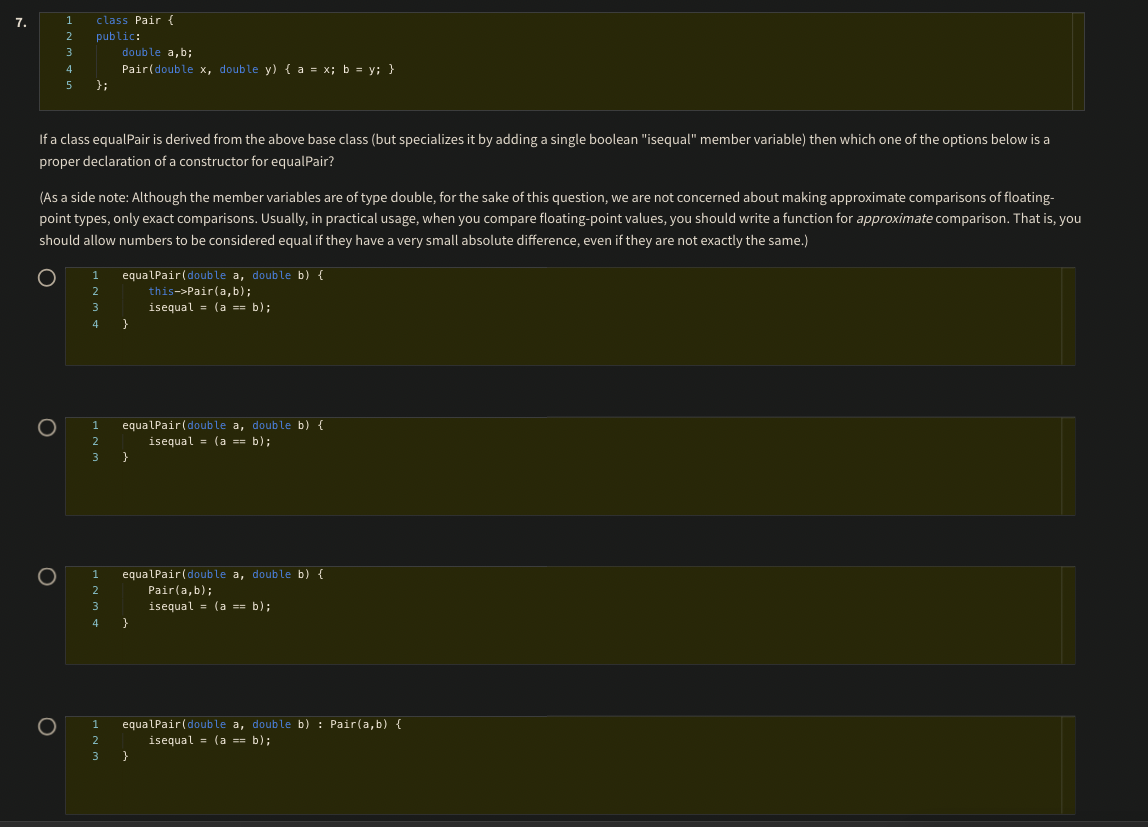 7.
1 class Pair {
2 public:
3     double a,b;
4     Pair(double x, double y) { a = x; b = y; }
5 };
If a class equalPair is derived from the above base class (but specializes it by adding a single boolean "isequal" member variable) then which one of the options below is a
proper declaration of a constructor for equalPair?
(As a side note: Although the member variables are of type double, for the sake of this question, we are not concerned about making approximate comparisons of floating-
point types, only exact comparisons. Usually, in practical usage, when you compare floating-point values, you should write a function for approximate comparison. That is, you
should allow numbers to be considered equal if they have a very small absolute difference, even if they are not exactly the same.)
1 equalPair(double a, double b) {
2     this->Pair(a,b);
3     isequal = (a == b);
4 }
1 equalPair(double a, double b) {
2     isequal = (a == b);
3 }
1 equalPair(double a, double b) {
2     Pair(a,b);
3     isequal = (a == b);
4 }
1 equalPair(double a, double b) : Pair(a,b) {
2     isequal = (a == b);
3 }